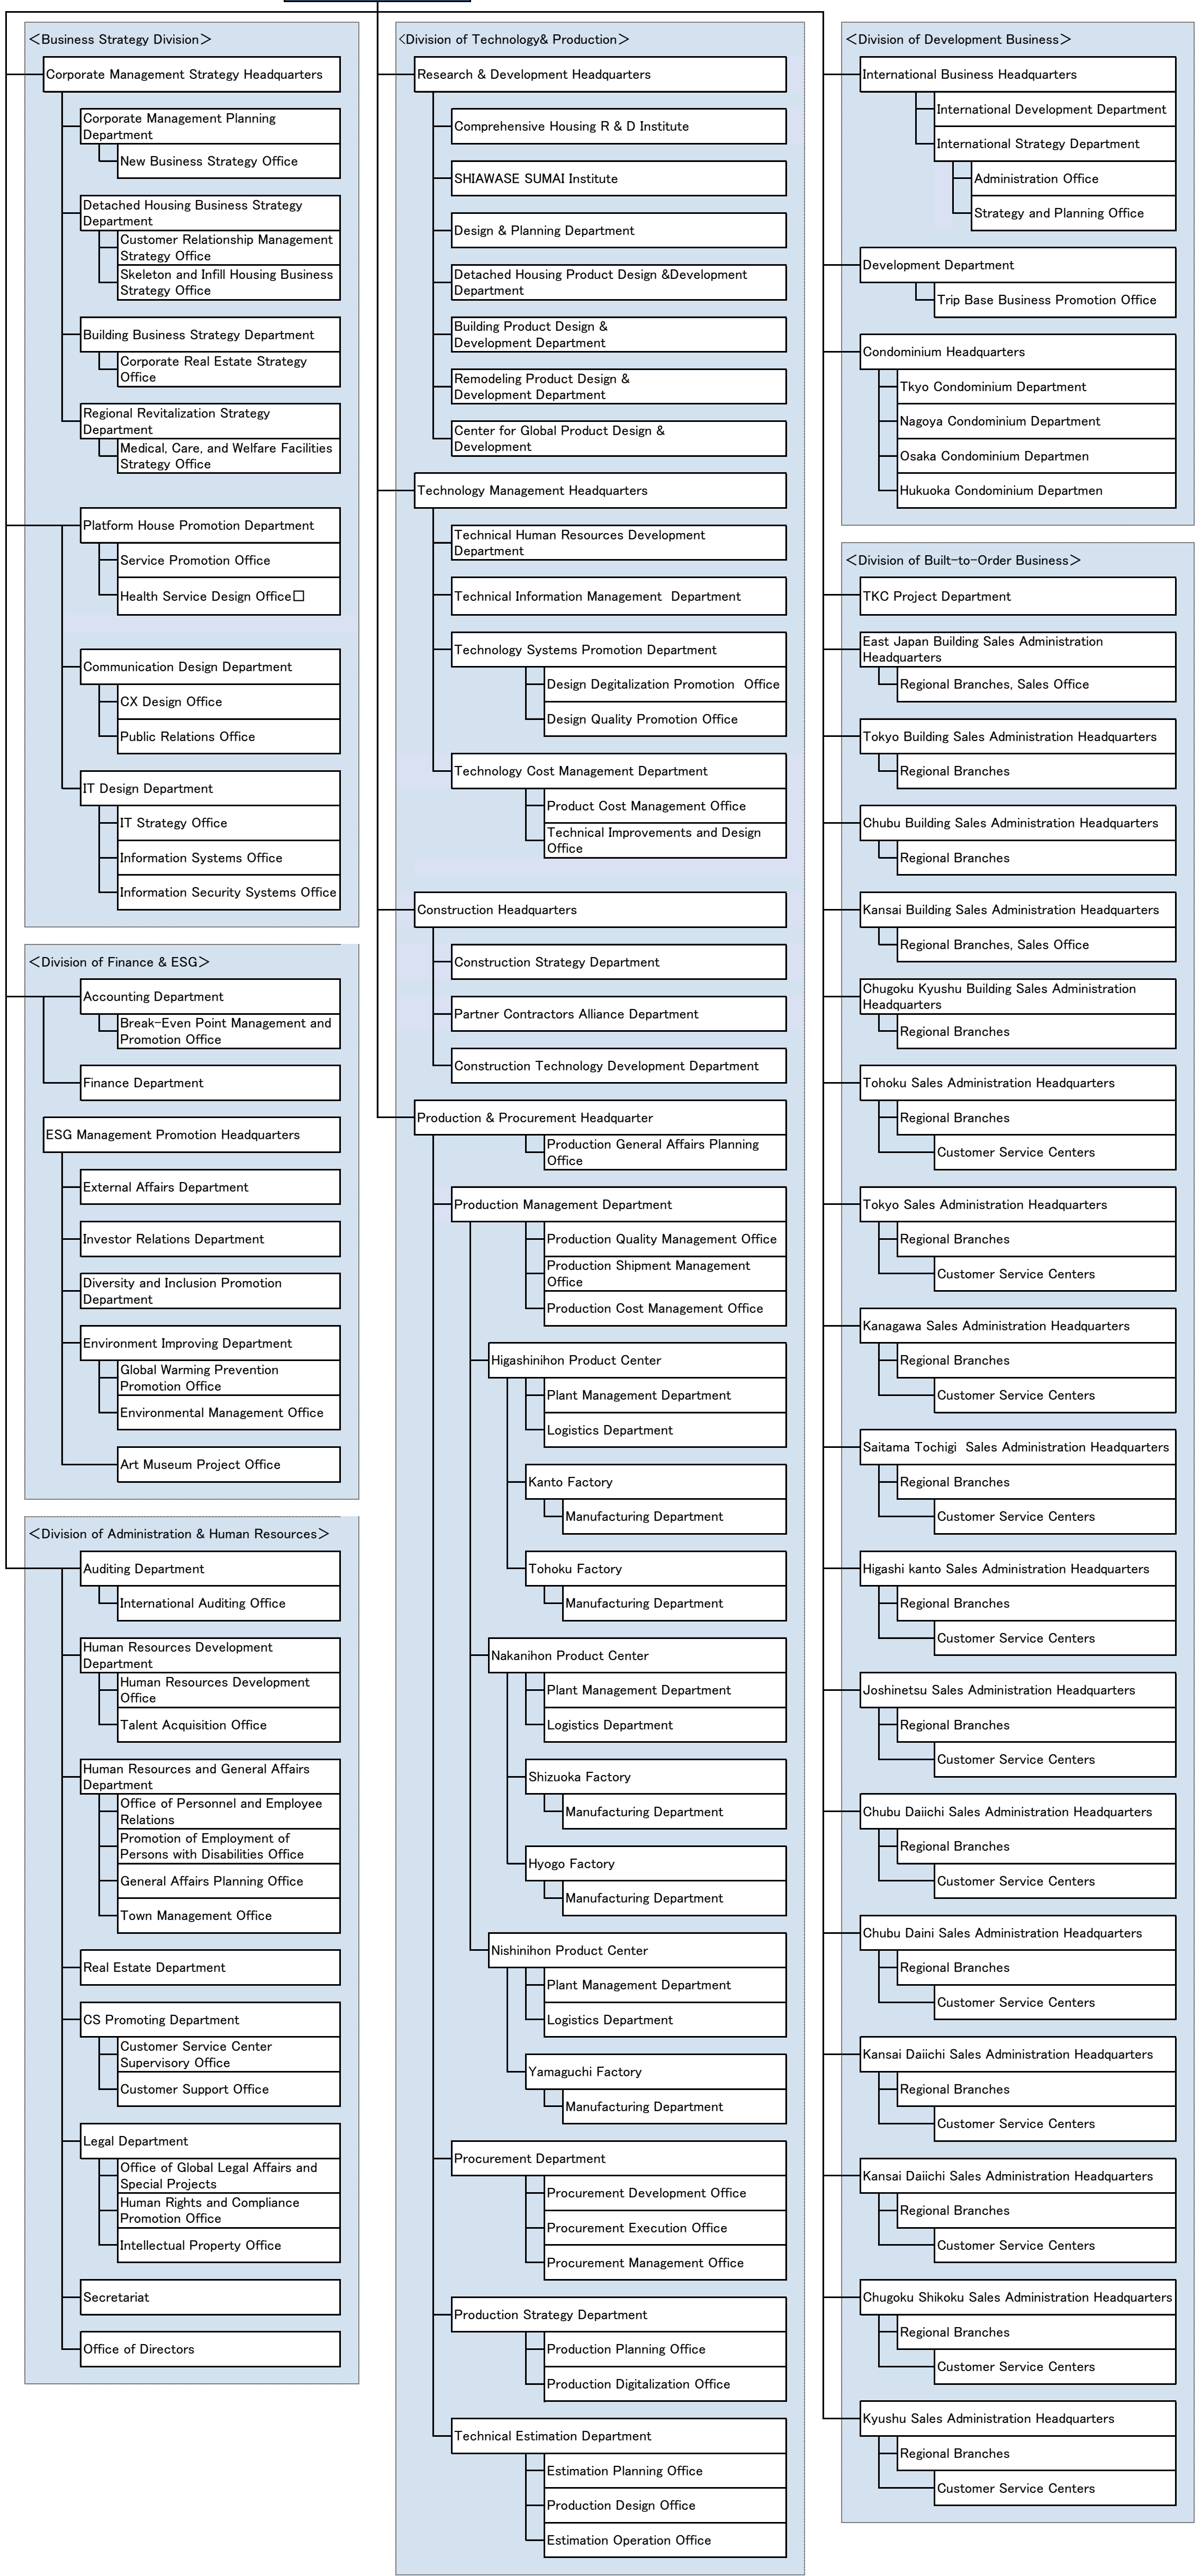 ＜Business Strategy Division＞
Corporate Management Strategy Headquarters
Corporate Management Planning
Department
New Business Strategy Office
Detached Housing Business Strategy
Department
Customer Relationship Management
Strategy Office
Skeleton and Infill Housing Business
Strategy Office
Building Business Strategy Department
Corporate Real Estate Strategy
Office
Regional Revitalization Strategy
Department
Medical, Care, and Welfare Facilities
Strategy Office
Platform House Promotion Department
Service Promotion Office
Health Service Design Office□
Communication Design Department
CX Design Office
Public Relations Office
IT Design Department
IT Strategy Office
Information Systems Office
Information Security Systems Office
＜Division of Finance & ESG＞
Accounting Department
Break-Even Point Management and
Promotion Office
Finance Department
ESG Management Promotion Headquarters
External Affairs Department
Investor Relations Department
Diversity and Inclusion Promotion
Department
Environment Improving Department
Global Warming Prevention
Promotion Office
Environmental Management Office
Art Museum Project Office
＜Division of Administration & Human Resources＞
Auditing Department
International Auditing Office
Human Resources Development
Department
Human Resources Development
Office
Talent Acquisition Office
Human Resources and General Affairs
Department
Office of Personnel and Employee
Relations
Promotion of Employment of
Persons with Disabilities Office
General Affairs Planning Office
Town Management Office
Real Estate Department
CS Promoting Department
Customer Service Center
Supervisory Office
Customer Support Office
Legal Department
Office of Global Legal Affairs and
Special Projects
Human Rights and Compliance
Promotion Office
Intellectual Property Office
Secretariat
Office of Directors
＜Division of Technology& Production＞
Research & Development Headquarters
Comprehensive Housing R & D Institute
SHIAWASE SUMAI Institute
Design & Planning Department
Detached Housing Product Design &Development
Department
Building Product Design &
Development Department
Remodeling Product Design &
Development Department
Center for Global Product Design &
Development
Technology Management Headquarters
Technical Human Resources Development
Department
Technical Information Management  Department
Technology Systems Promotion Department
Design Degitalization Promotion  Office
Design Quality Promotion Office
Technology Cost Management Department
Product Cost Management Office
Technical Improvements and Design
Office
Construction Headquarters
Construction Strategy Department
Partner Contractors Alliance Department
Construction Technology Development Department
Production & Procurement Headquarter
Production General Affairs Planning
Office
Production Management Department
Production Quality Management Office
Production Shipment Management
Office
Production Cost Management Office
Higashinihon Product Center
Plant Management Department
Logistics Department
Kanto Factory
Manufacturing Department
Tohoku Factory
Manufacturing Department
Nakanihon Product Center
Plant Management Department
Logistics Department
Shizuoka Factory
Manufacturing Department
Hyogo Factory
Manufacturing Department
Nishinihon Product Center
Plant Management Department
Logistics Department
Yamaguchi Factory
Manufacturing Department
Procurement Department
Procurement Development Office
Procurement Execution Office
Procurement Management Office
Production Strategy Department
Production Planning Office
Production Digitalization Office
Technical Estimation Department
Estimation Planning Office
Production Design Office
Estimation Operation Office
＜Division of Development Business＞
International Business Headquarters
International Development Department
International Strategy Department
Administration Office
Strategy and Planning Office
Development Department
Trip Base Business Promotion Office
Condominium Headquarters
Tkyo Condominium Department
Nagoya Condominium Department
Osaka Condominium Departmen
Hukuoka Condominium Departmen
＜Division of Built-to-Order Business＞
TKC Project Department
East Japan Building Sales Administration
Headquarters
Regional Branches, Sales Office
Tokyo Building Sales Administration Headquarters
Regional Branches
Chubu Building Sales Administration Headquarters
Regional Branches
Kansai Building Sales Administration Headquarters
Regional Branches, Sales Office
Chugoku Kyushu Building Sales Administration
Headquarters
Regional Branches
Tohoku Sales Administration Headquarters
Regional Branches
Customer Service Centers
Tokyo Sales Administration Headquarters
Regional Branches
Customer Service Centers
Kanagawa Sales Administration Headquarters
Regional Branches
Customer Service Centers
Saitama Tochigi  Sales Administration Headquarters
Regional Branches
Customer Service Centers
Higashi kanto Sales Administration Headquarters
Regional Branches
Customer Service Centers
Joshinetsu Sales Administration Headquarters
Regional Branches
Customer Service Centers
Chubu Daiichi Sales Administration Headquarters
Regional Branches
Customer Service Centers
Chubu Daini Sales Administration Headquarters
Regional Branches
Customer Service Centers
Kansai Daiichi Sales Administration Headquarters
Regional Branches
Customer Service Centers
Kansai Daiichi Sales Administration Headquarters
Regional Branches
Customer Service Centers
Chugoku Shikoku Sales Administration Headquarters
Regional Branches
Customer Service Centers
Kyushu Sales Administration Headquarters
Regional Branches
Customer Service Centers